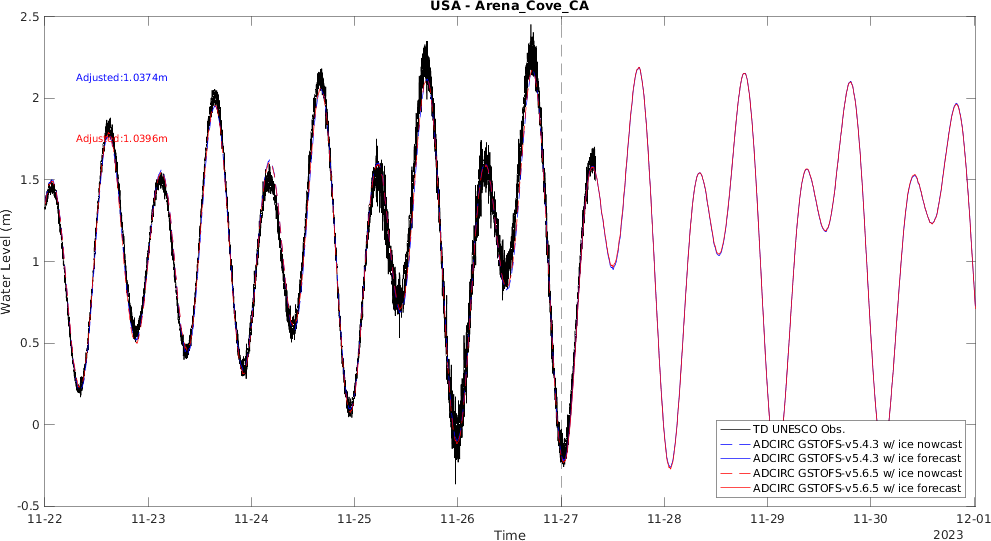 USA - Arena_Cove_CA
2.5
2
1.5
1
0.5
0
-0.5
Water Level (m)
Adjusted:1.0374m
Adjusted:1.0396m
TD UNESCO Obs.
ADCIRC GSTOFS-v5.4.3 w/ ice nowcast
ADCIRC GSTOFS-v5.4.3 w/ ice forecast
ADCIRC GSTOFS-v5.6.5 w/ ice nowcast
ADCIRC GSTOFS-v5.6.5 w/ ice forecast
11-22 11-23 11-24 11-25 11-26 11-27 11-28 11-29 11-30 12-01
Time
2023